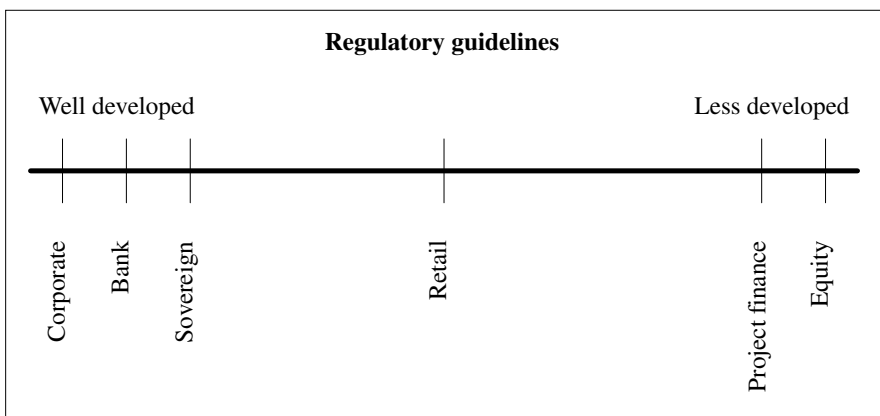 Regulatory guidelines
Well developed
Less developed
Corporate
Bank
Sovereign
Retail
Project finance
Equity